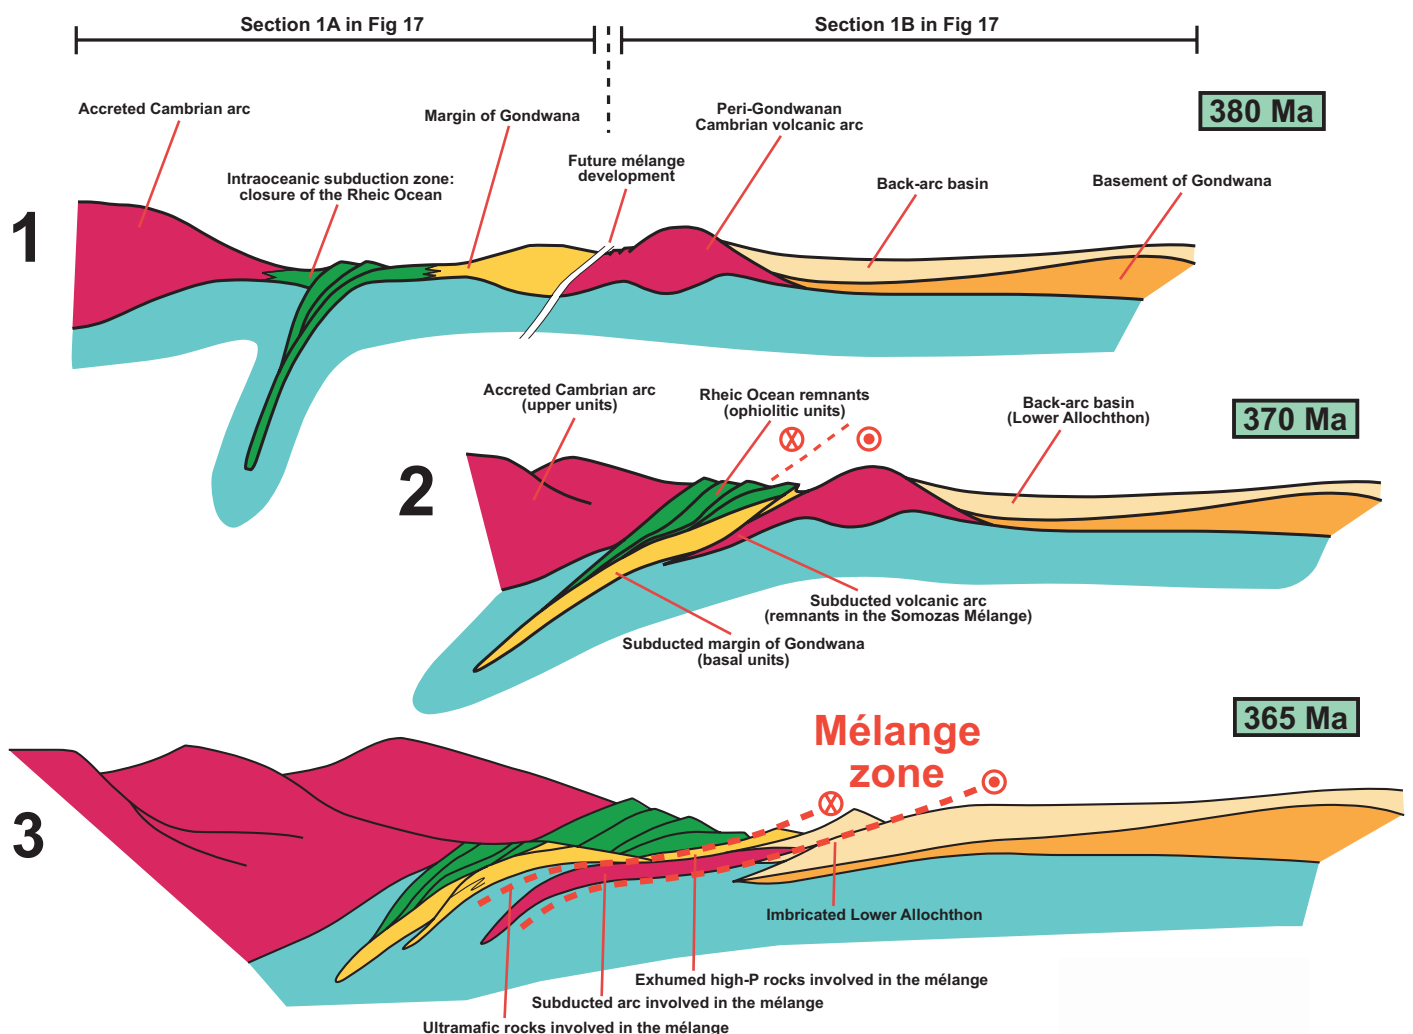 Section 1A in Fig 17
Section 1B in Fig 17
380 Ma
1
Accreted Cambrian arc
Intraoceanic subduction zone:
closure of the Rheic Ocean
Margin of Gondwana
Future mélange
development
Peri-Gondwanan
Cambrian volcanic arc
Back-arc basin
Basement of Gondwana
370 Ma
2
Accreted Cambrian arc
(upper units)
Rheic Ocean remnants
(ophiolitic units)
Back-arc basin
(Lower Allochthon)
Subducted volcanic arc
(remnants in the Somozas Mélange)
Subducted margin of Gondwana
(basal units)
365 Ma
3
Mélange
zone
Imbricated Lower Allochthon
Exhumed high-P rocks involved in the mélange
Subducted arc involved in the mélange
Ultramafic rocks involved in the mélange